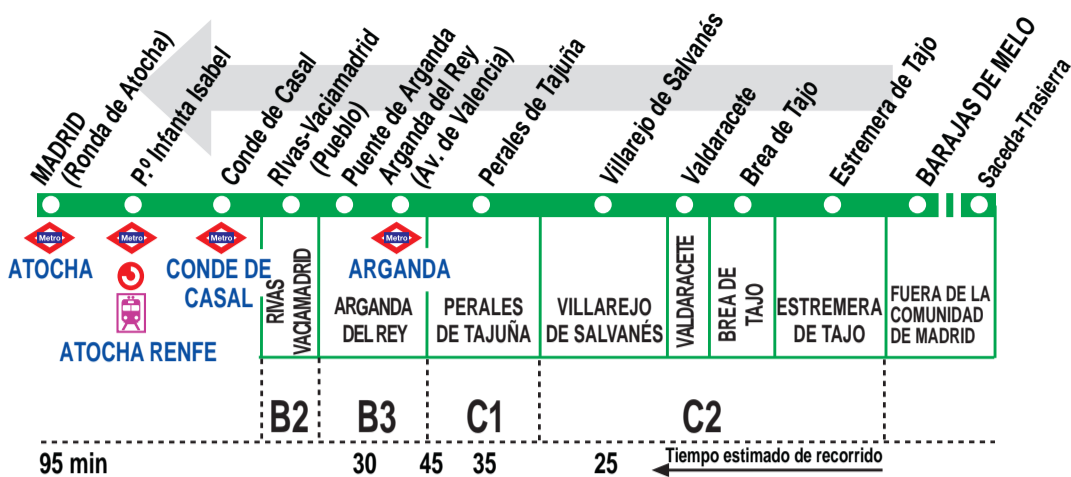 MADRID
(Ronda de Atocha)
P.º Infanta Isabel
Conde de Casal
Rivas-Vaciamadrid
(Pueblo)
Puente de Arganda
Arganda del Rey
(Av. de Valencia)
Perales de Tajuña
Villarejo de Salvanés
Valdaracete
Brea de Tajo
Estremera de Tajo
BARAJAS DE MELO
Saceda-Trasierra
Metro
Metro
Metro
Metro
ATOCHA
CONDE DE
CASAL
ARGANDA
ATOCHA RENFE
RIVAS
VACIAMADRID
ARGANDA
DEL REY
PERALES
DE TAJUÑA
VILLAREJO
DE SALVANÉS
VALDARACETE
BREA DE
TAJO
ESTREMERA
DE TAJO
FUERA DE LA
COMUNIDAD
DE MADRID
B2
B3
C1
C2
95 min
30
45
35
25
Tiempo estimado de recorrido